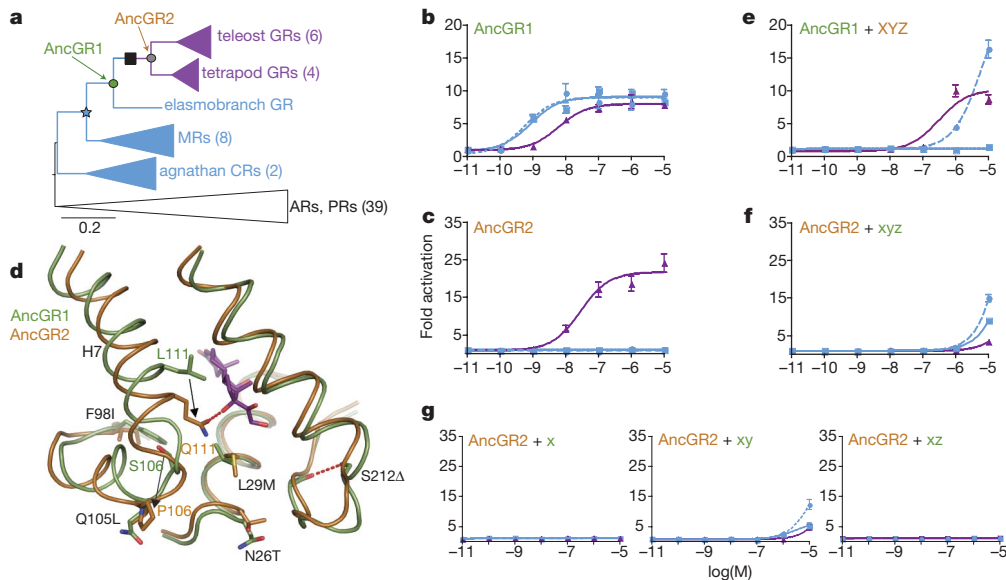 a
AncGR2
AncGR1
teleost GRs (6)
tetrapod GRs (4)
elasmobranch GR
MRs (8)
agnathan CRs (2)
ARs, PRs (39)
0.2
b
AncGR1
20
15
10
5
0
–11 –10 –9 –8 –7 –6 –5
e
AncGR1 + XYZ
20
15
10
5
0
–11 –10 –9 –8 –7 –6 –5
c
AncGR2
35
25
15
5
–11 –10 –9 –8 –7 –6 –5
Fold activation
f
AncGR2 + xyz
35
25
15
5
–11 –10 –9 –8 –7 –6 –5
d
AncGR1
AncGR2
H7
L111
F98I
S106
Q111
L29M
S212Δ
Q105L
P106
N26T
g
AncGR2 + x
35
25
15
5
–11 –9 –7 –5
AncGR2 + xy
35
25
15
5
–11 –9 –7 –5
AncGR2 + xz
35
25
15
5
–11 –9 –7 –5
log(M)